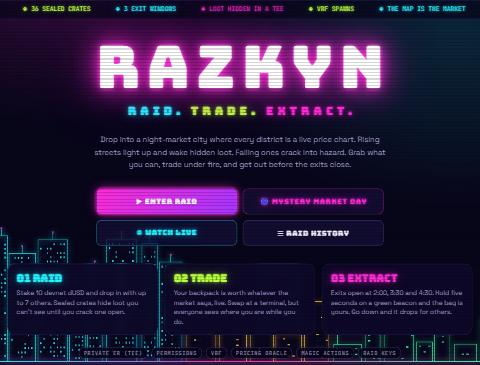 36 SEALED CRATES 3 EXIT WINDOWS LOOT HIDDEN IN A TEE VRF SPAWNS THE MAP IS THE MARKET
RAZKYN
RAID. TRADE. EXTRACT.
Drop into a night-market city where every district is a live price chart. Rising
streets light up and wake hidden loot. Falling ones crack into hazard. Grab what
you can, trade under fire, and get out before the exits close.
▶ ENTER RAID
MYSTERY MARKET DAY
WATCH LIVE
☰ RAID HISTORY
01 RAID
Stake 10 devnet dUSD and drop in with up
to 7 others. Sealed crates hide loot you
can't see until you crack one open.
02 TRADE
Your backpack is worth whatever the
market says, live. Swap at a terminal, but
everyone sees where you are while you
do.
03 EXTRACT
Exits open at 2:00, 3:30 and 4:30. Hold five
seconds on a green beacon and the bag is
yours. Go down and it drops for others.
PRIVATE ER (TEE) PERMISSIONS VRF PRICING ORACLE MAGIC ACTIONS RAID KEYS